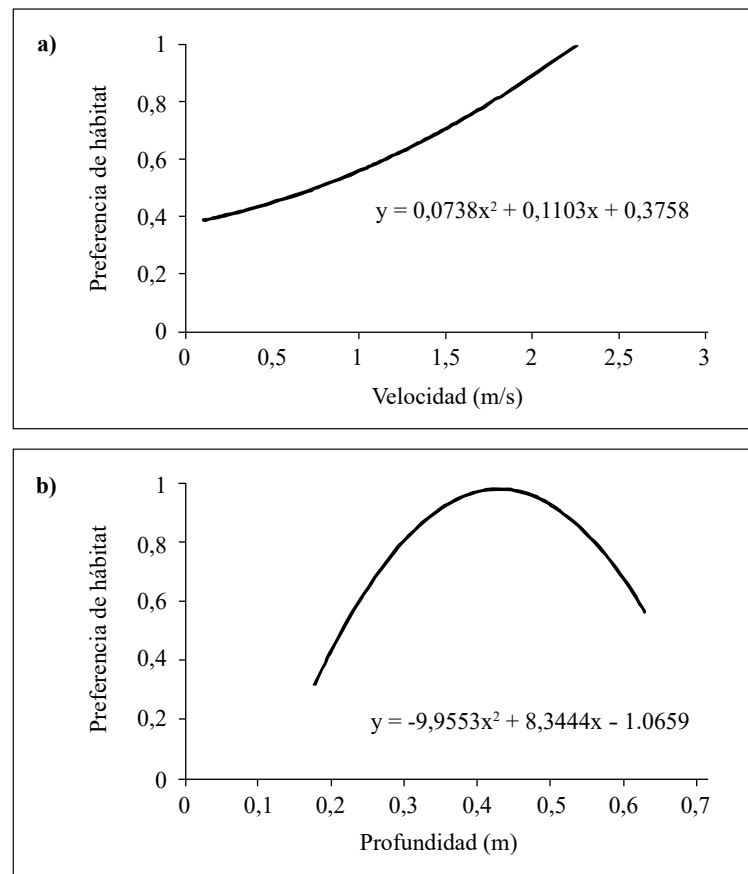 a)
Preferencia de hábitat
1
0,8
0,6
0,4
0,2
0
y = 0,0738x² + 0,1103x + 0,3758
0 0,5 1 1,5 2 2,5 3
Velocidad (m/s)
b)
Preferencia de hábitat
1
0,8
0,6
0,4
0,2
0
y = -9,9553x² + 8,3444x - 1.0659
0 0,1 0,2 0,3 0,4 0,5 0,6 0,7
Profundidad (m)